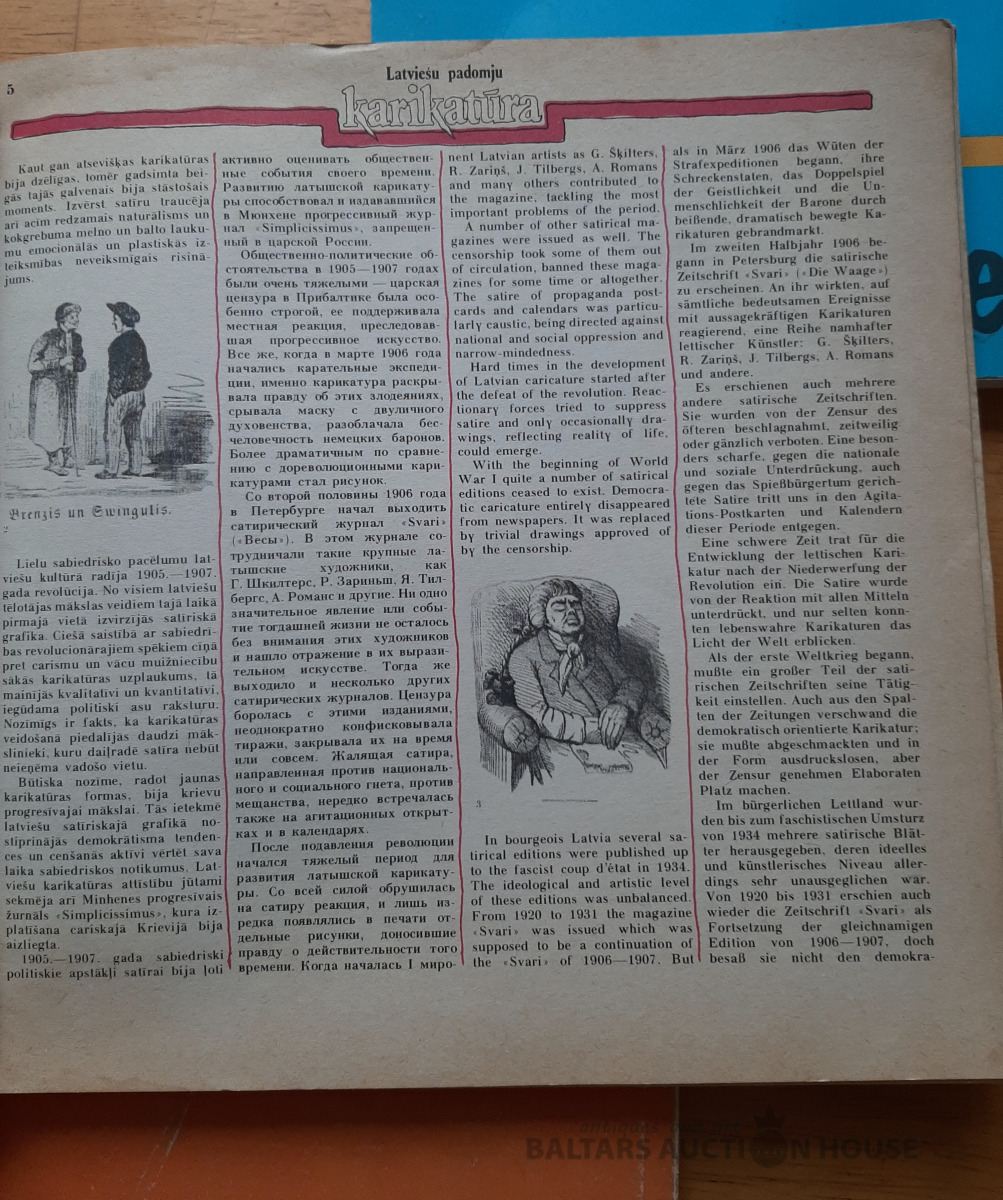 5
Latviešu padomju
karikatūra
Kaut gan atsevišķas karikatūras
bija dzēlīgas, tomēr gadsimta bei-
gās tajās galvenais bija stāstošais
moments. Izvērst satīru traucēja
arī acīm redzamais naturālisms un
kokgrebuma melno un balto lauku-
mu emocionālās un plastiskās iz-
teiksmības neveiksmīgais risinā-
jums.
Brenzis un Swingulis.
2
Lielu sabiedrisko pacēlumu lat-
viešu kultūrā radīja 1905.—1907.
gada revolūcija. No visiem latviešu
tēlotājas mākslas veidiem tajā laikā
pirmajā vietā izvirzījās satīriskā
grafika. Ciešā saistībā ar sabiedrī-
bas revolucionārajiem spēkiem cīņā
pret carismu un vācu muižniecību
sākās karikatūras uzplaukums, tā
mainījās kvalitatīvi un kvantitatīvi,
iegūdama politiski asu raksturu.
Nozīmīgs ir fakts, ka karikatūras
veidošanā piedalījās daudzi māk-
slinieki, kuru daiļradē satīra nebūt
neieņēma vadošo vietu.
Būtiska nozīme, radot jaunas
karikatūras formas, bija krievu
progresīvajai mākslai. Tās ietekmē
latviešu satīriskajā grafikā no-
stiprinājās demokrātisma tenden-
ces un cenšanās aktīvi vērtēt sava
laika sabiedriskos notikumus. Lat-
viešu karikatūras attīstību jūtami
sekmēja arī Minhenes progresīvais
žurnāls «Simplicissimus», kura iz-
platīšana cariskajā Krievijā bija
aizliegta.
1905.—1907. gada sabiedriski
politiskie apstākļi satīrai bija ļoti
активно оценивать обществен-
ные события своего времени.
Развитию латышской карикату-
ры способствовал и издававшийся
в Мюнхене прогрессивный жур-
нал «Simplicissimus», запрещен-
ный в царской России.
Общественно-политические об-
стоятельства в 1905—1907 годах
были очень тяжелыми — царская
цензура в Прибалтике была осо-
бенно строгой, ее поддерживала
местная реакция, преследовав-
шая прогрессивное искусство.
Все же, когда в марте 1906 года
начались карательные экспеди-
ции, именно карикатура раскры-
вала правду об этих злодеяниях,
срывала маску с двуличного
духовенства, разоблачала бес-
человечность немецких баронов.
Более драматичным по сравне-
нию с дореволюционными кари-
катурами стал рисунок.
Со второй половины 1906 года
в Петербурге начал выходить
сатирический журнал «Svari»
(«Весы»). В этом журнале со-
трудничали такие крупные ла-
тышские художники, как
Г. Шкилтерс, Р. Зариньш, Я. Тил-
бергс, А. Романс и другие. Ни одно
значительное явление или собы-
тие тогдашней жизни не осталось
без внимания этих художников
и нашло отражение в их вырази-
тельном искусстве. Тогда же
выходило и несколько других
сатирических журналов. Цензура
боролась с этими изданиями,
неоднократно конфисковывала
тиражи, закрывала их на время
или совсем. Жалящая сатира,
направленная против националь-
ного и социального гнета, против
мещанства, нередко встречалась
также на агитационных открыт-
ках и в календарях.
После подавления революции
начался тяжелый период для
развития латышской карикату-
ры. Со всей силой обрушилась
на сатиру реакция, и лишь из-
редка появлялись в печати от-
дельные рисунки, доносившие
правду о действительности того
времени. Когда началась I миро-
nent Latvian artists as G. Šķilters,
R. Zariņš, J. Tilbergs, A. Romans
and many others contributed to
the magazine, tackling the most
important problems of the period.
A number of other satirical ma-
gazines were issued as well. The
censorship took some of them out
of circulation, banned these maga-
zines for some time or altogether.
The satire of propaganda post-
cards and calendars was particu-
larly caustic, being directed against
national and social oppression and
narrow-mindedness.
Hard times in the development
of Latvian caricature started after
the defeat of the revolution. Reac-
tionary forces tried to suppress
satire and only occasionally dra-
wings, reflecting reality of life,
could emerge.
With the beginning of World
War I quite a number of satirical
editions ceased to exist. Democra-
tic caricature entirely disappeared
from newspapers. It was replaced
by trivial drawings approved of
by the censorship.
3
In bourgeois Latvia several sa-
tirical editions were published up
to the fascist coup d'état in 1934.
The ideological and artistic level
of these editions was unbalanced.
From 1920 to 1931 the magazine
«Svari» was issued which was
supposed to be a continuation of
the «Svari» of 1906—1907. But
als in März 1906 das Wüten der
Strafexpeditionen begann, ihre
Schreckenstaten, das Doppelspiel
der Geistlichkeit und die Un-
menschlichkeit der Barone durch
beißende, dramatisch bewegte Ka-
rikaturen gebrandmarkt.
Im zweiten Halbjahr 1906 be-
gann in Petersburg die satirische
Zeitschrift «Svari» («Die Waage»)
zu erscheinen. An ihr wirkten, auf
sämtliche bedeutsamen Ereignisse
mit aussagekräftigen Karikaturen
reagierend, eine Reihe namhafter
lettischer Künstler: G. Šķilters,
R. Zariņš, J. Tilbergs, A. Romans
und andere.
Es erschienen auch mehrere
andere satirische Zeitschriften.
Sie wurden von der Zensur des
öfteren beschlagnahmt, zeitweilig
oder gänzlich verboten. Eine beson-
ders scharfe, gegen die nationale
und soziale Unterdrückung, auch
gegen das Spießbürgertum gerich-
tete Satire tritt uns in den Agita-
tions-Postkarten und Kalendern
dieser Periode entgegen.
Eine schwere Zeit trat für die
Entwicklung der lettischen Kari-
katur nach der Niederwerfung der
Revolution ein. Die Satire wurde
von der Reaktion mit allen Mitteln
unterdrückt, und nur selten konn-
ten lebenswahre Karikaturen das
Licht der Welt erblicken.
Als der erste Weltkrieg begann,
mußte ein großer Teil der sati-
rischen Zeitschriften seine Tätig-
keit einstellen. Auch aus den Spal-
ten der Zeitungen verschwand die
demokratisch orientierte Karikatur;
sie mußte abgeschmackten und in
der Form ausdruckslosen, aber
der Zensur genehmen Elaboraten
Platz machen.
Im bürgerlichen Lettland wur-
den bis zum faschistischen Umsturz
von 1934 mehrere satirische Blät-
ter herausgegeben, deren ideelles
und künstlerisches Niveau aller-
dings sehr unausgeglichen war.
Von 1920 bis 1931 erschien auch
wieder die Zeitschrift «Svari» als
Fortsetzung der gleichnamigen
Edition von 1906—1907, doch
besaß sie nicht den demokra-
antiques and art
BALTARS AUCTION HOUSE